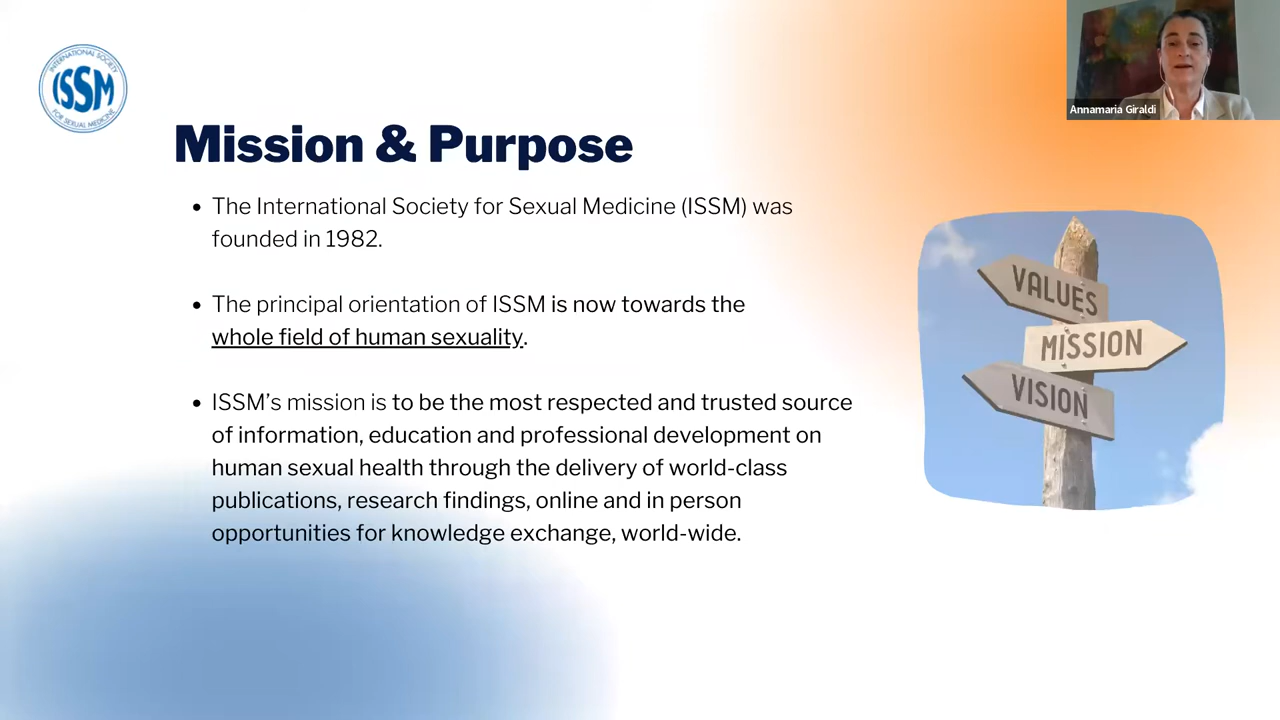 INTERNATIONAL SOCIETY
ISSM
FOR SEXUAL MEDICINE
Annamaria Giraldi
Mission & Purpose
• The International Society for Sexual Medicine (ISSM) was
founded in 1982.
• The principal orientation of ISSM is now towards the
whole field of human sexuality.
• ISSM’s mission is to be the most respected and trusted source
of information, education and professional development on
human sexual health through the delivery of world-class
publications, research findings, online and in person
opportunities for knowledge exchange, world-wide.
VALUES
MISSION
VISION